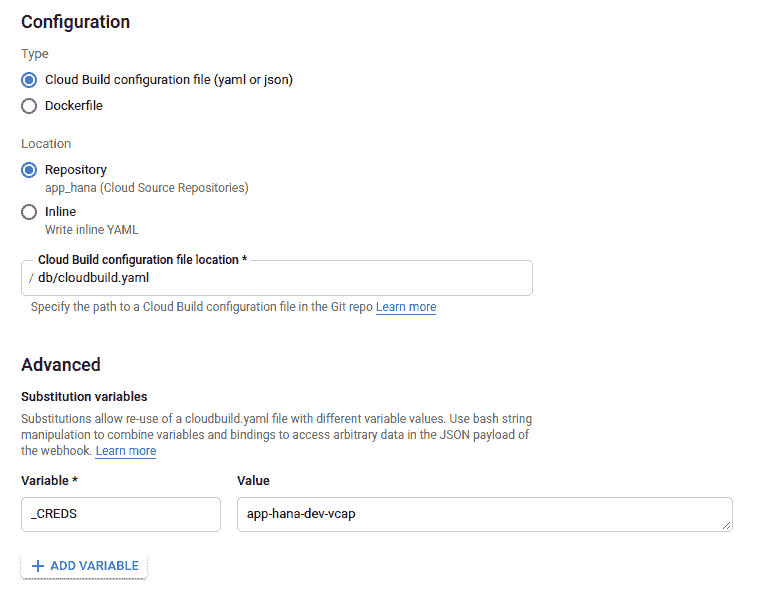 Configuration
Type
Cloud Build configuration file (yaml or json)
Dockerfile
Location
Repository
app_hana (Cloud Source Repositories)
Inline
Write inline YAML
Cloud Build configuration file location *
/ db/cloudbuild.yaml
Specify the path to a Cloud Build configuration file in the Git repo Learn more
Advanced
Substitution variables
Substitutions allow re-use of a cloudbuild.yaml file with different variable values. Use bash string
manipulation to combine variables and bindings to access arbitrary data in the JSON payload of
the webhook. Learn more
Variable * Value
_CREDS app-hana-dev-vcap
+ ADD VARIABLE